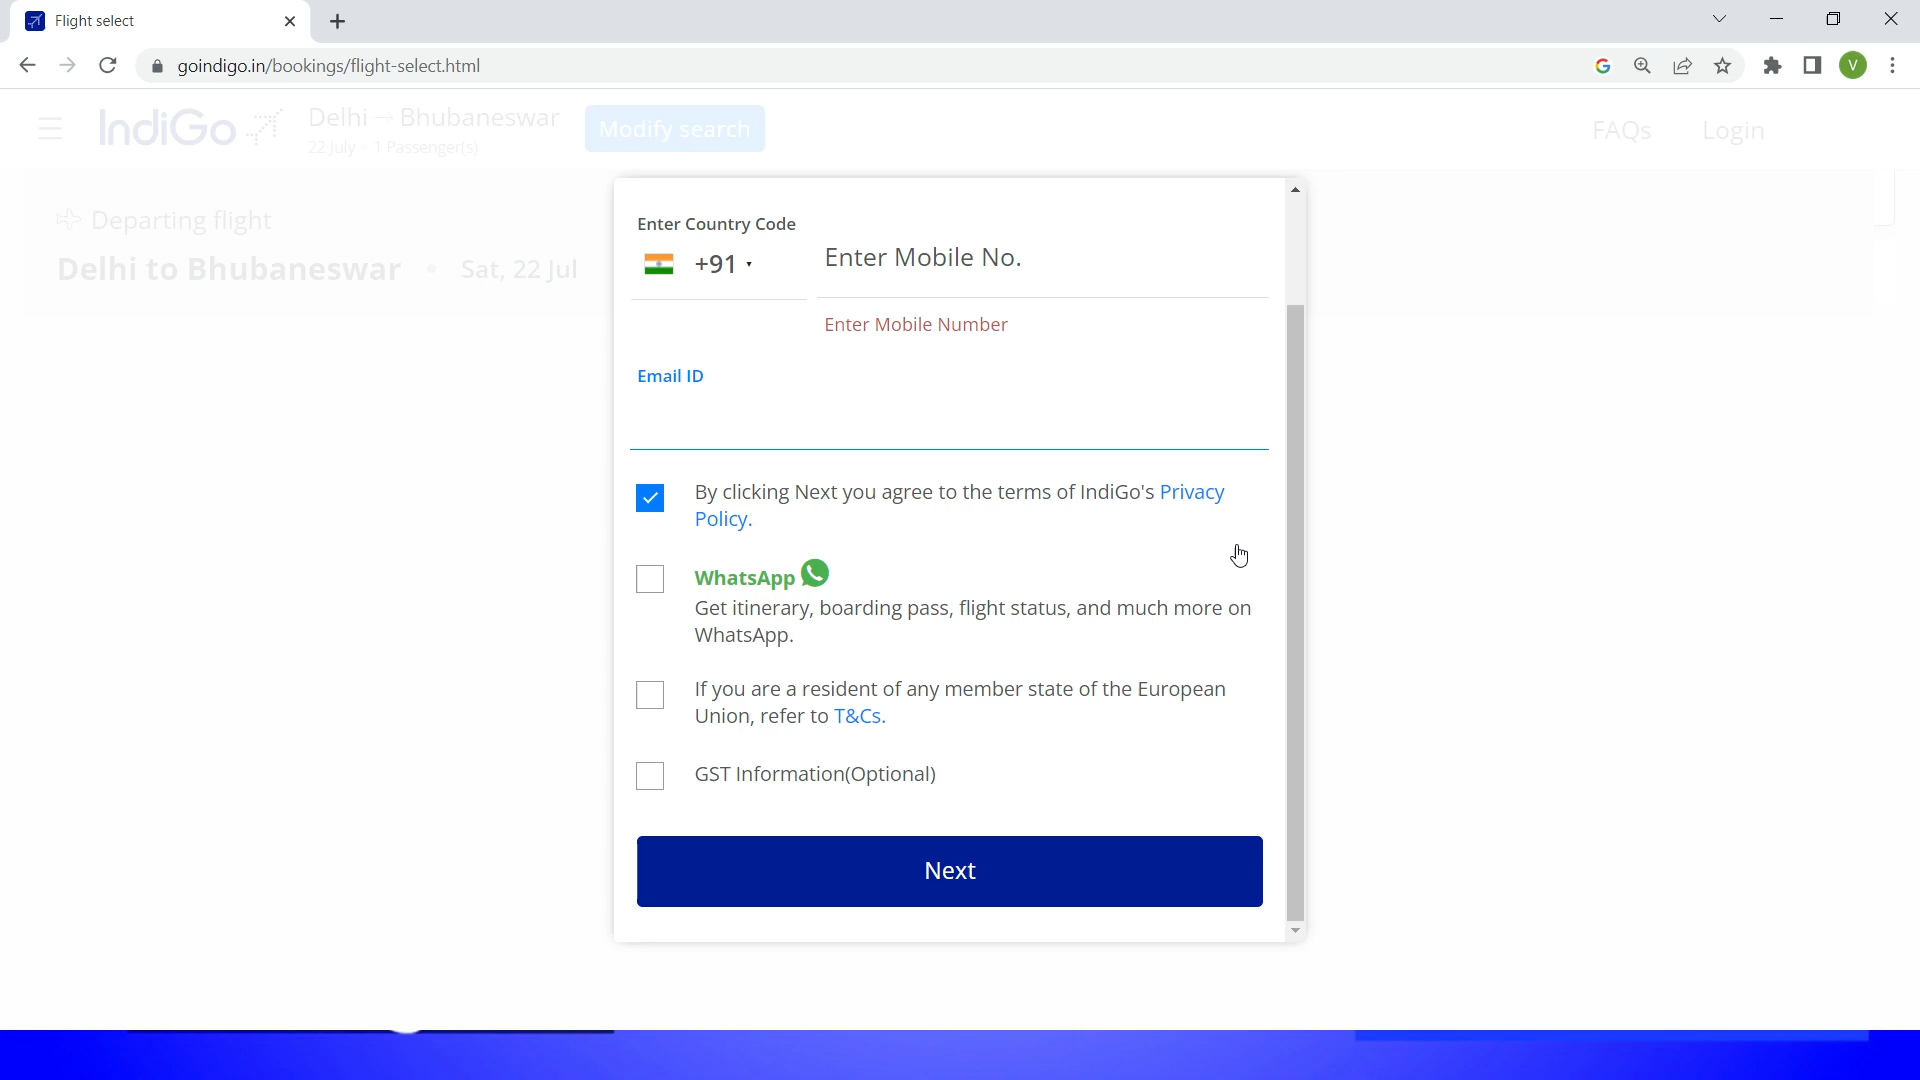 Flight select
goindigo.in/bookings/flight-select.html
V
IndiGo
Delhi → Bhubaneswar
22 July · 1 Passenger(s)
Modify search
FAQs
Login
Departing flight
Delhi to Bhubaneswar • Sat, 22 Jul
Enter Country Code
+91
Enter Mobile No.
Enter Mobile Number
Email ID
By clicking Next you agree to the terms of IndiGo's Privacy
Policy.
WhatsApp
Get itinerary, boarding pass, flight status, and much more on
WhatsApp.
If you are a resident of any member state of the European
Union, refer to T&Cs.
GST Information(Optional)
Next